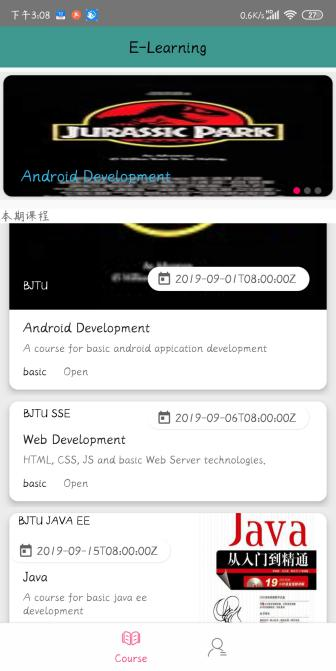 下午3:08
0.6K/s
HD
27
E-Learning
JURASSIC PARK
Android Development
本期课程
BJTU
2019-09-01T08:00:00Z
Android Development
A course for basic android appication development
basic Open
BJTU SSE
2019-09-06T08:00:00Z
Web Development
HTML, CSS, JS and basic Web Server technologies.
basic Open
BJTU JAVA EE
2019-09-15T08:00:00Z
Java
A course for basic java ee
development
Java
从入门到精通
19
Course